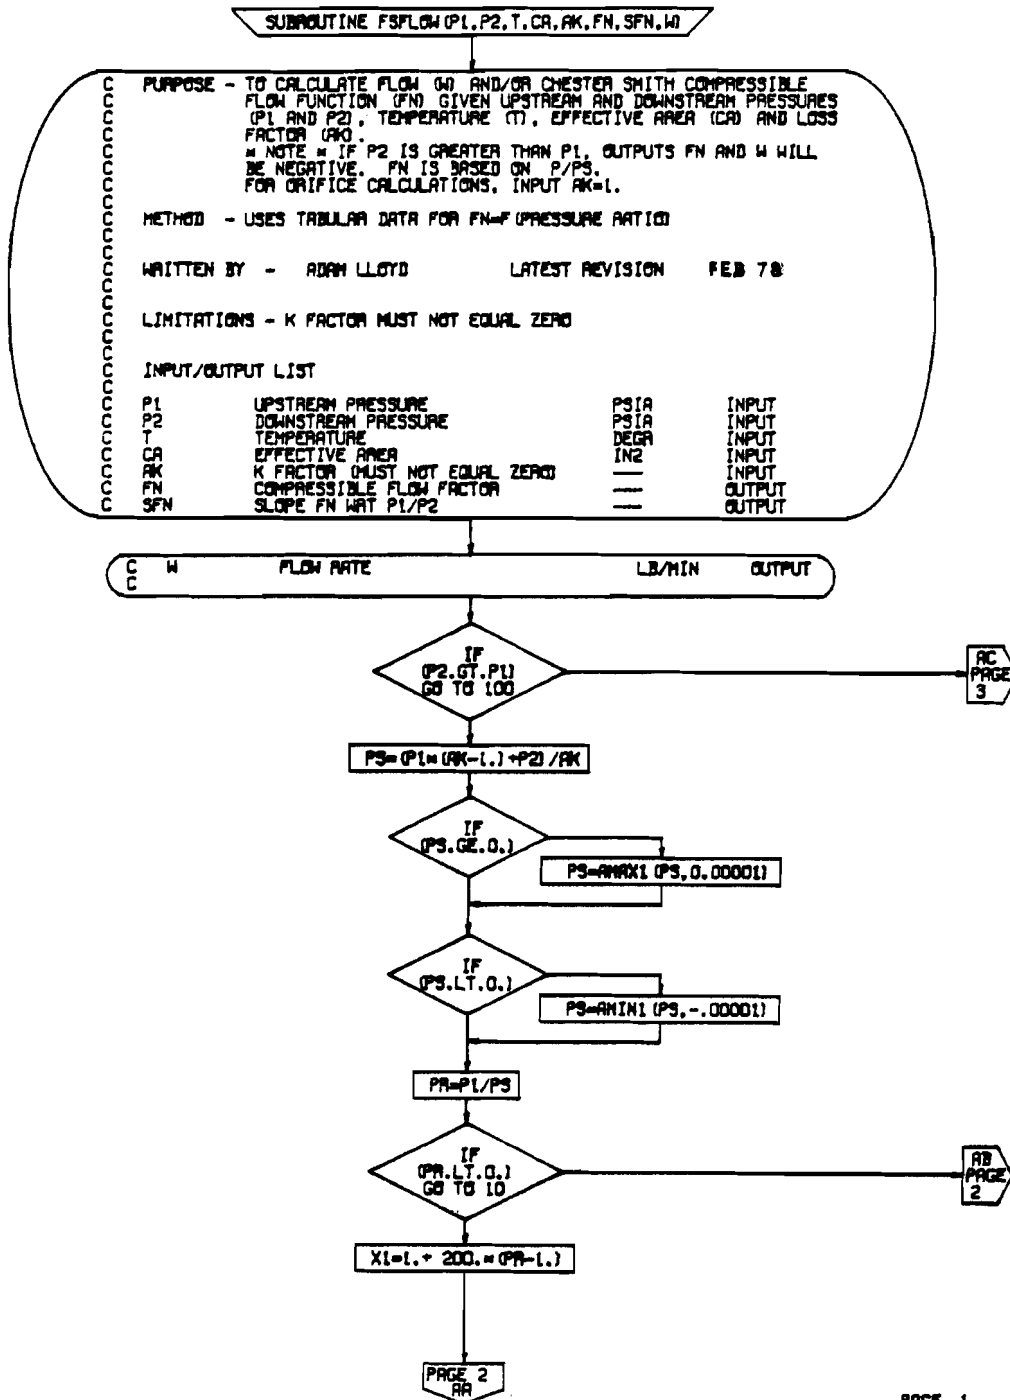 SUBROUTINE FSFLOW(P1,P2,T,CA,AK,FN,SFN,W)
C PURPOSE - TO CALCULATE FLOW (W) AND/OR CHESTER SMITH COMPRESSIBLE
C FLOW FUNCTION (FN) GIVEN UPSTREAM AND DOWNSTREAM PRESSURES
C (P1 AND P2), TEMPERATURE (T), EFFECTIVE AREA (CA) AND LOSS
C FACTOR (AK).
C * NOTE * IF P2 IS GREATER THAN P1, OUTPUTS FN AND W WILL
C BE NEGATIVE. FN IS BASED ON P/PS.
C FOR ORIFICE CALCULATIONS, INPUT AK=1.
C
C
C METHOD - USES TABULAR DATA FOR FN=F(PRESSURE RATIO)
C
C
C WRITTEN BY - ADAM LLOYD LATEST REVISION FEB 78
C
C
C LIMITATIONS - K FACTOR MUST NOT EQUAL ZERO
C
C
C INPUT/OUTPUT LIST
C
C P1 UPSTREAM PRESSURE PSIA INPUT
C P2 DOWNSTREAM PRESSURE PSIA INPUT
C T TEMPERATURE DEGR INPUT
C CA EFFECTIVE AREA IN2 INPUT
C AK K FACTOR (MUST NOT EQUAL ZERO) --- INPUT
C FN COMPRESSIBLE FLOW FACTOR --- OUTPUT
C SFN SLOPE FN WRT P1/P2 --- OUTPUT
C W FLOW RATE LB/MIN OUTPUT
C
IF
(P2.GT.P1)
GO TO 100
AC
PAGE
3
PS=(P1*(AK-1.)+P2)/AK
IF
(PS.GE.0.)
PS=AMAX1(PS,0.00001)
IF
(PS.LT.0.)
PS=AMIN1(PS,-.00001)
PR=P1/PS
IF
(PR.LT.0.)
GO TO 10
AB
PAGE
2
X1=1.+ 200.*(PR-1.)
PAGE 2
AA
PAGE 1